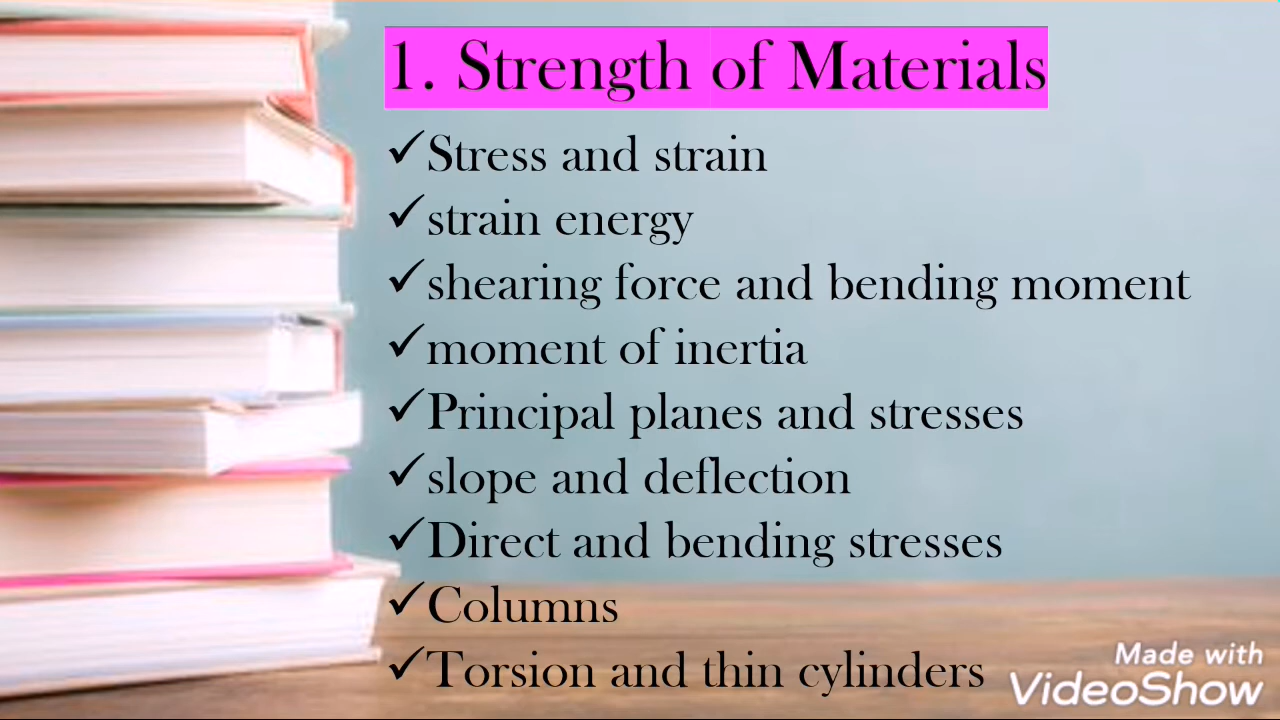 1. Strength of Materials
✓Stress and strain
✓strain energy
✓shearing force and bending moment
✓moment of inertia
✓Principal planes and stresses
✓slope and deflection
✓Direct and bending stresses
✓Columns
✓Torsion and thin cylinders
Made with
VideoShow